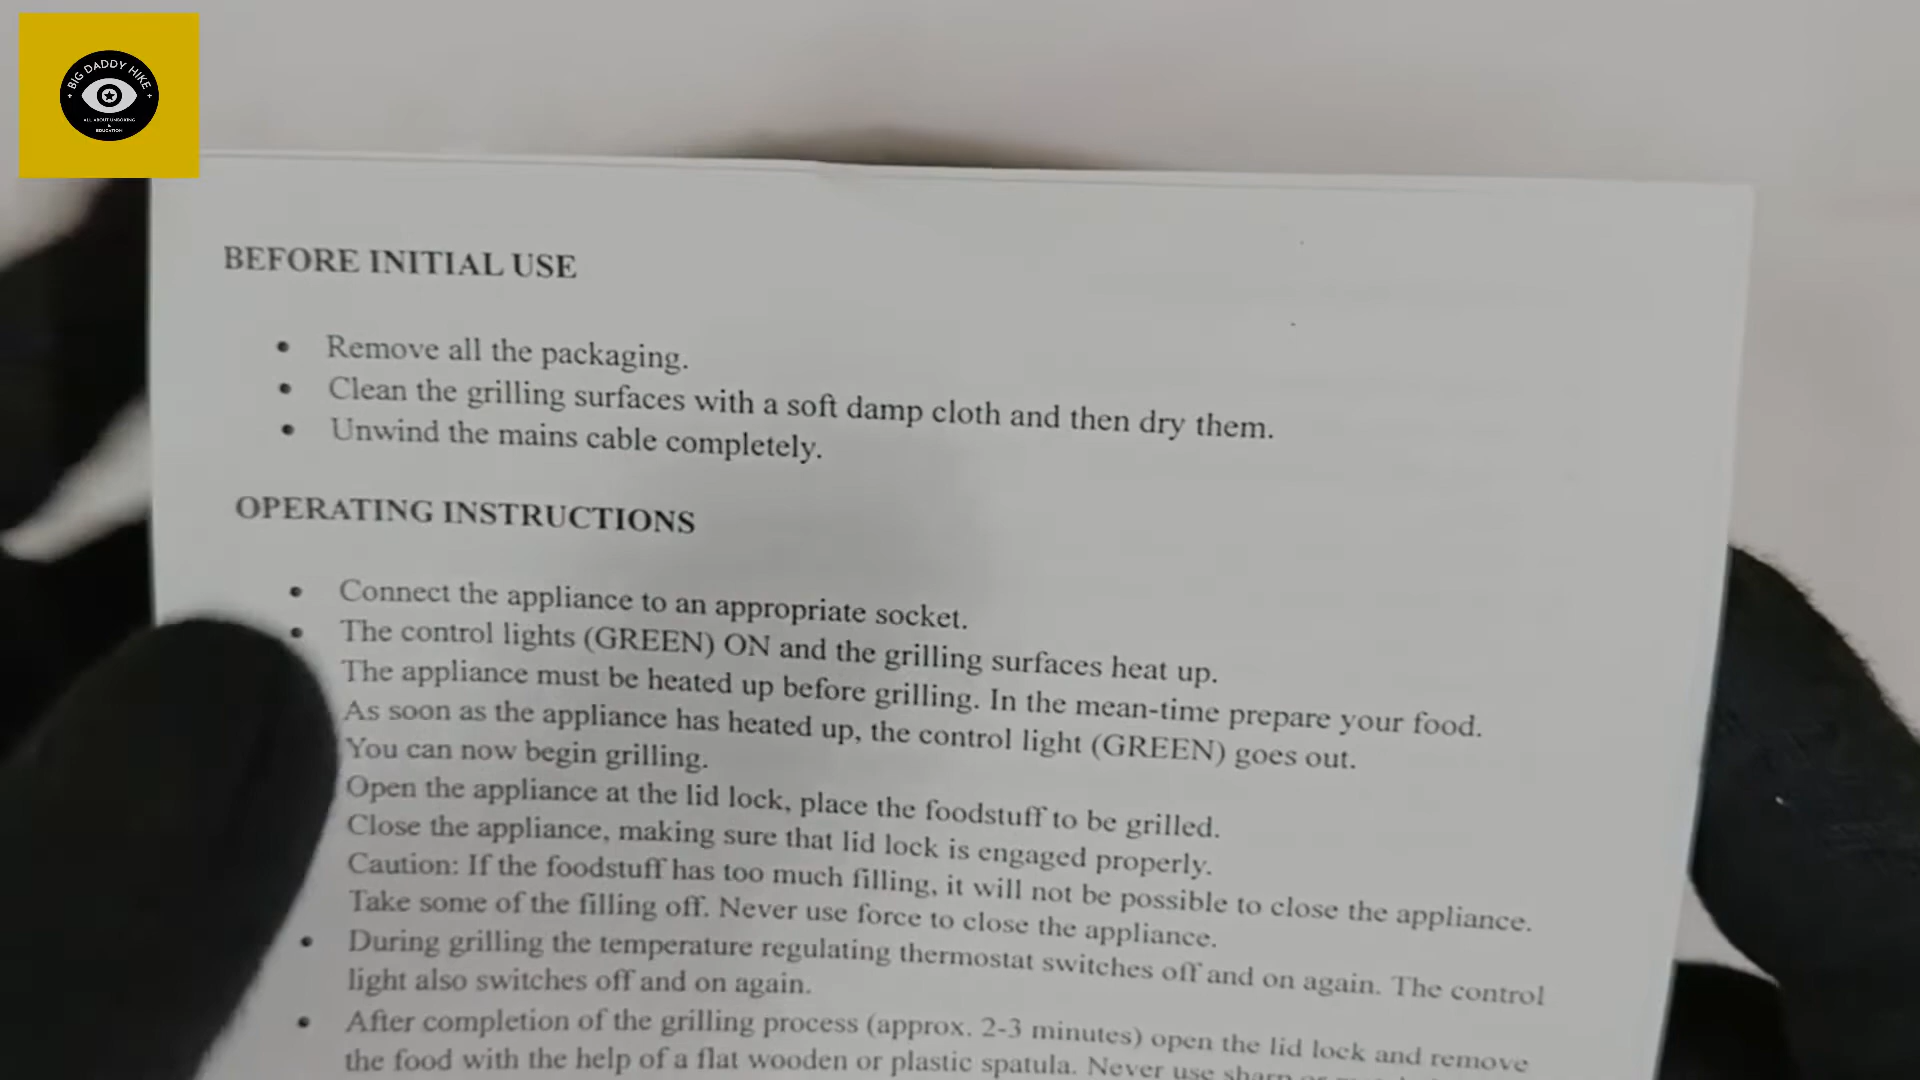 BIG DADDY HIKE
ALL ABOUT UNBOXING
&
EDUCATION
BEFORE INITIAL USE
• Remove all the packaging.
• Clean the grilling surfaces with a soft damp cloth and then dry them.
• Unwind the mains cable completely.
OPERATING INSTRUCTIONS
• Connect the appliance to an appropriate socket.
• The control lights (GREEN) ON and the grilling surfaces heat up.
The appliance must be heated up before grilling. In the mean-time prepare your food.
As soon as the appliance has heated up, the control light (GREEN) goes out.
You can now begin grilling.
Open the appliance at the lid lock, place the foodstuff to be grilled.
Close the appliance, making sure that lid lock is engaged properly.
Caution: If the foodstuff has too much filling, it will not be possible to close the appliance.
Take some of the filling off. Never use force to close the appliance.
• During grilling the temperature regulating thermostat switches off and on again. The control
light also switches off and on again.
• After completion of the grilling process (approx. 2-3 minutes) open the lid lock and remove
the food with the help of a flat wooden or plastic spatula. Never use sharp or